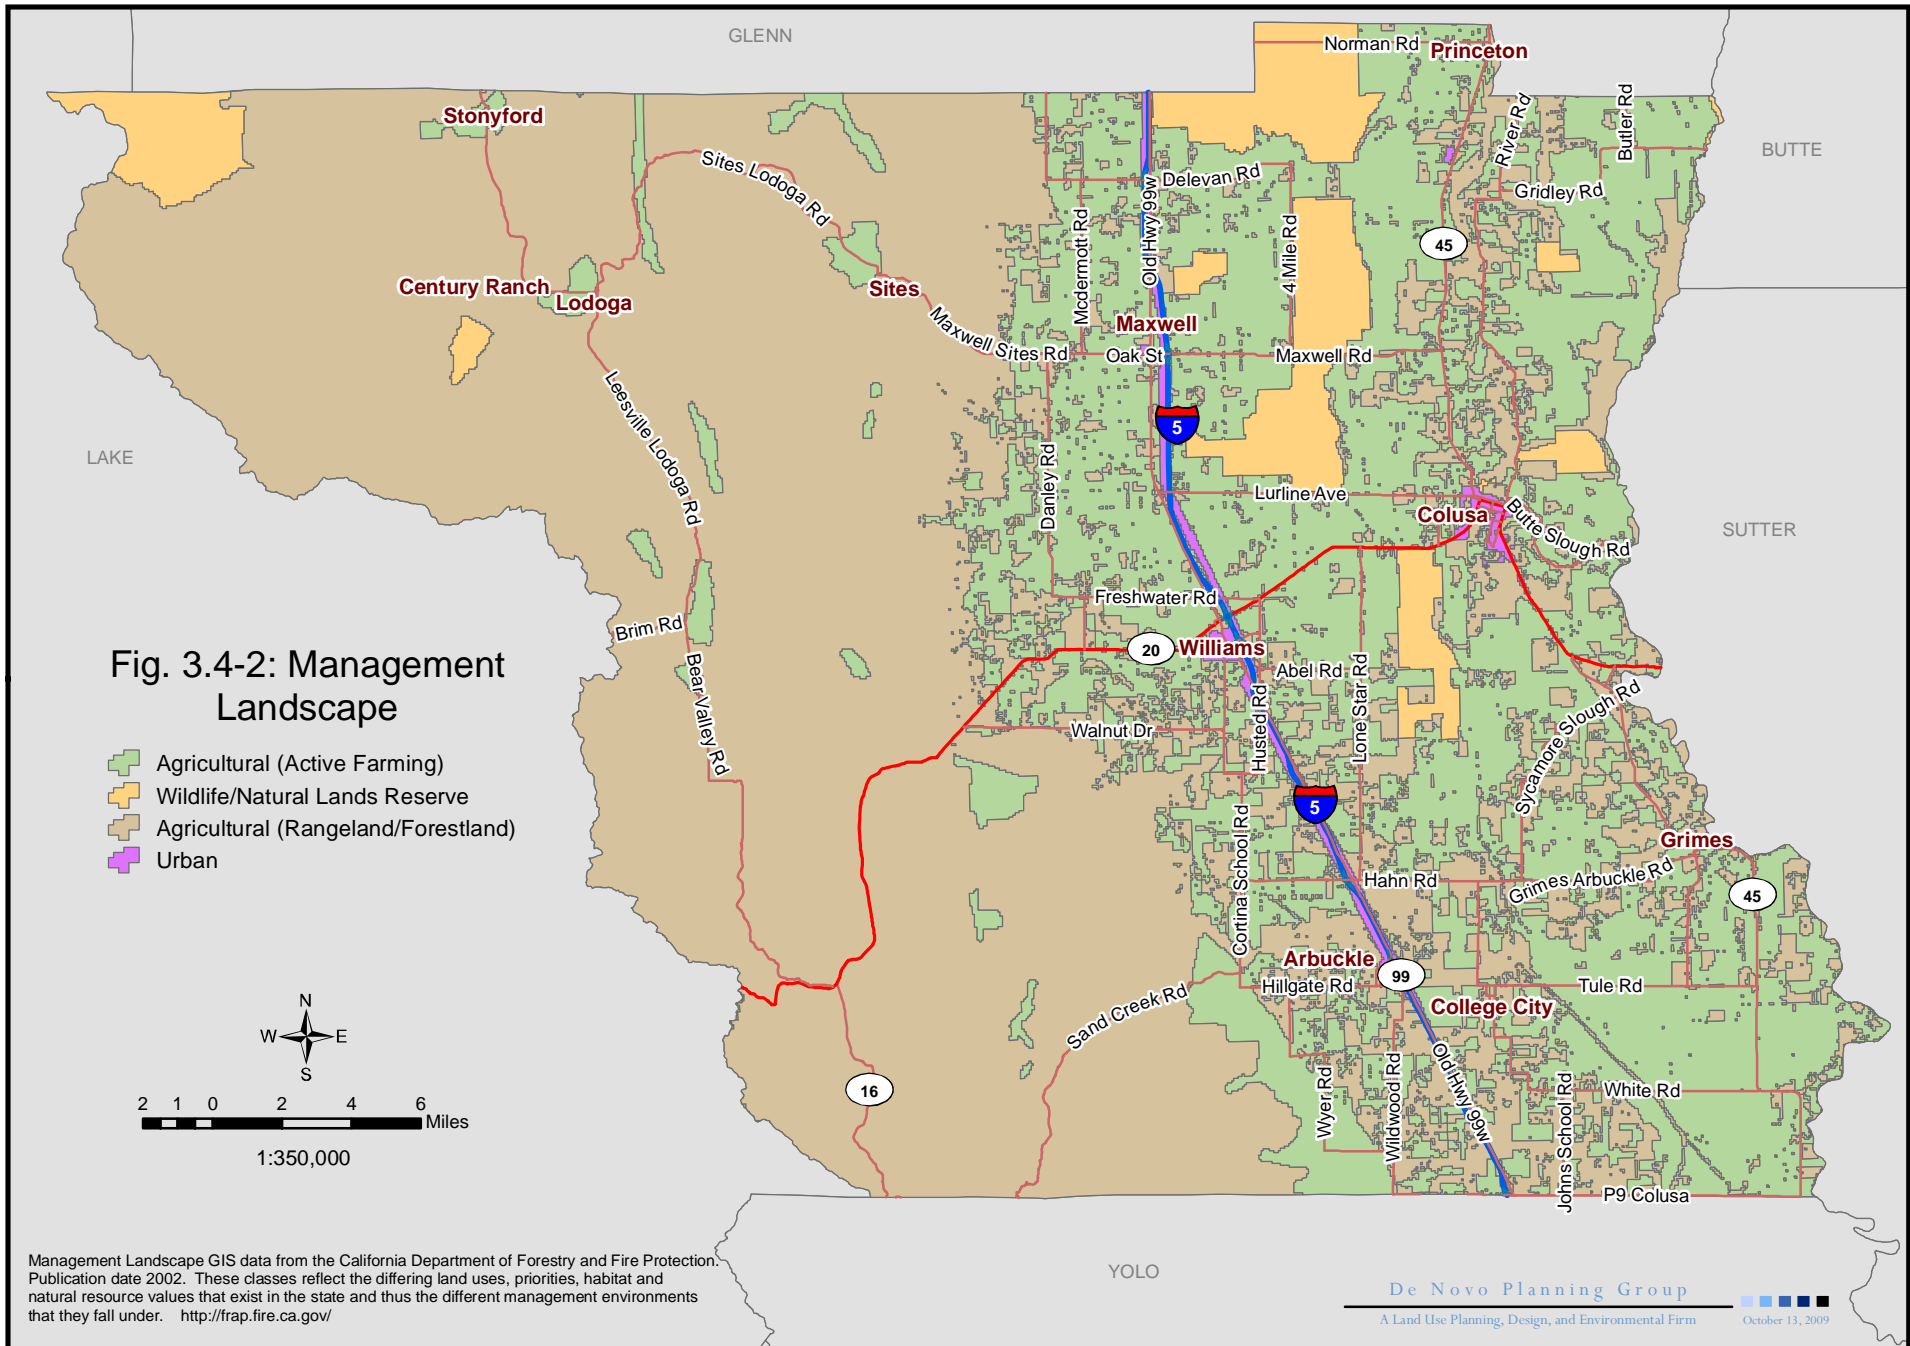 GLENN
Norman Rd
Princeton
Stonyford
River Rd
Butler Rd
BUTTE
Sites Lodoga Rd
Delevan Rd
Gridley Rd
Old Hwy 99w
Mcdermott Rd
4 Mile Rd
45
Century Ranch
Lodoga
Sites
Maxwell
Maxwell Sites Rd
Oak St
Maxwell Rd
Leesville Lodoga Rd
5
LAKE
Danley Rd
Lurline Ave
Colusa
Butte Slough Rd
SUTTER
Freshwater Rd
Brim Rd
20
Williams
Abel Rd
Lone Star Rd
Bear Valley Rd
Husted Rd
Walnut Dr
Sycamore Slough Rd
Fig. 3.4-2: Management
Landscape
Agricultural (Active Farming)
Wildlife/Natural Lands Reserve
Agricultural (Rangeland/Forestland)
Urban
5
Cortina School Rd
Grimes
Hahn Rd
Grimes Arbuckle Rd
45
Arbuckle
99
Hillgate Rd
Tule Rd
College City
Sand Creek Rd
N
W
E
S
16
Old Hwy 99w
Wyer Rd
Wildwood Rd
Johns School Rd
White Rd
P9 Colusa
2 1 0 2 4 6
Miles
1:350,000
YOLO
Management Landscape GIS data from the California Department of Forestry and Fire Protection.
Publication date 2002. These classes reflect the differing land uses, priorities, habitat and
natural resource values that exist in the state and thus the different management environments
that they fall under. http://frap.fire.ca.gov/
De Novo Planning Group
A Land Use Planning, Design, and Environmental Firm
October 13, 2009